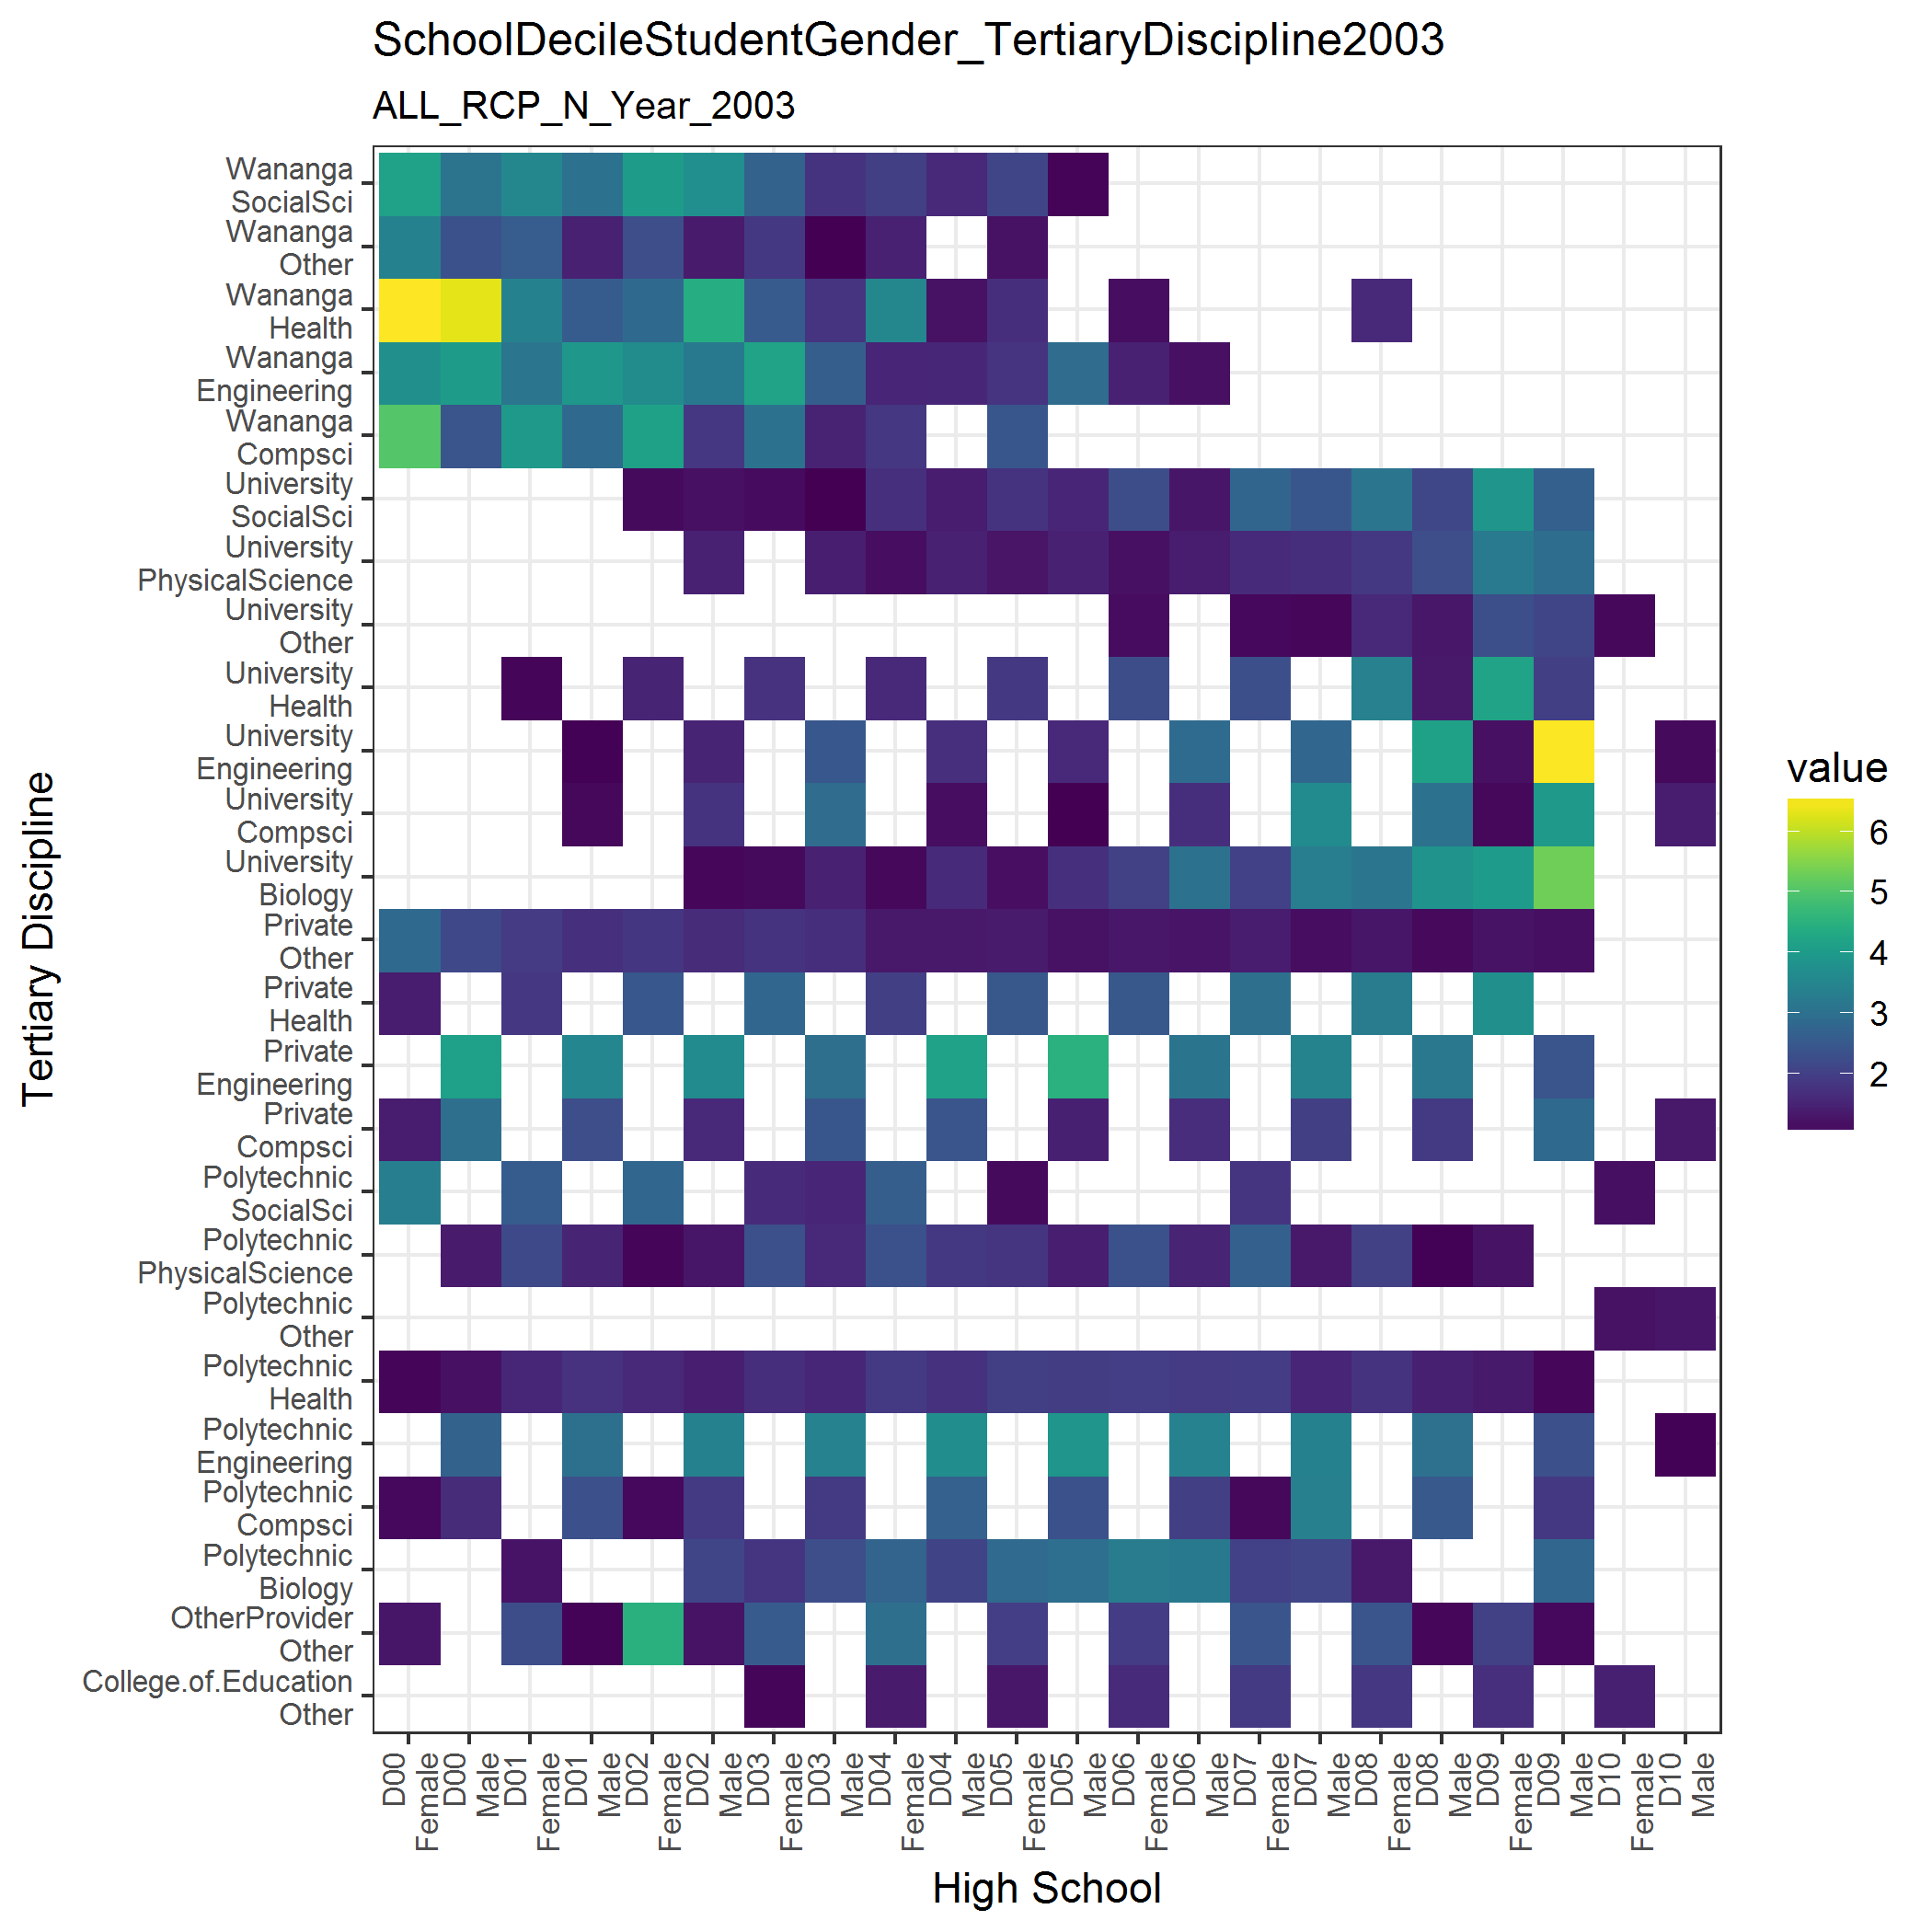 SchoolDecileStudentGender_TertiaryDiscipline2003
ALL_RCP_N_Year_2003
Wananga
SocialSci
Wananga
Other
Wananga
Health
Wananga
Engineering
Wananga
Compsci
University
SocialSci
University
PhysicalScience
University
Other
University
Health
University
Engineering
University
Compsci
University
Biology
Private
Other
Private
Health
Private
Engineering
Private
Compsci
Polytechnic
SocialSci
Polytechnic
PhysicalScience
Polytechnic
Other
Polytechnic
Health
Polytechnic
Engineering
Polytechnic
Compsci
Polytechnic
Biology
OtherProvider
Other
College.of.Education
Other
Tertiary Discipline
D00
Female
D00
Male
D01
Female
D01
Male
D02
Female
D02
Male
D03
Female
D03
Male
D04
Female
D04
Male
D05
Female
D05
Male
D06
Female
D06
Male
D07
Female
D07
Male
D08
Female
D08
Male
D09
Female
D09
Male
D10
Female
D10
Male
High School
value
6
5
4
3
2